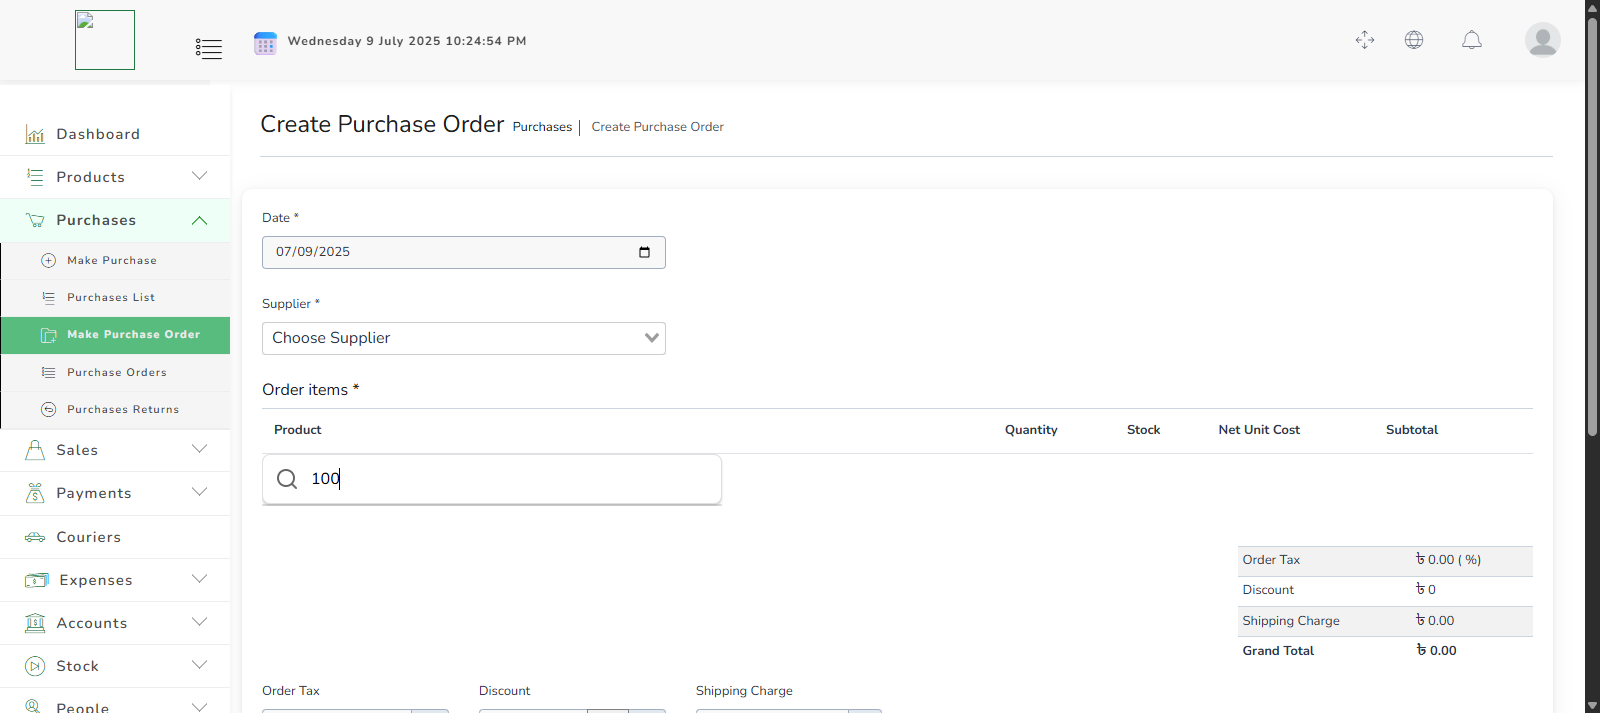 Wednesday 9 July 2025 10:24:54 PM
Dashboard
Products
Purchases
Make Purchase
Purchases List
Make Purchase Order
Purchase Orders
Purchases Returns
Sales
Payments
Couriers
Expenses
Accounts
Stock
People
Create Purchase Order Purchases | Create Purchase Order
Date *
07/09/2025
Supplier *
Choose Supplier
Order items *
Product Quantity Stock Net Unit Cost Subtotal
100
Order Tax ৳ 0.00 ( %)
Discount ৳ 0
Shipping Charge ৳ 0.00
Grand Total ৳ 0.00
Order Tax Discount Shipping Charge